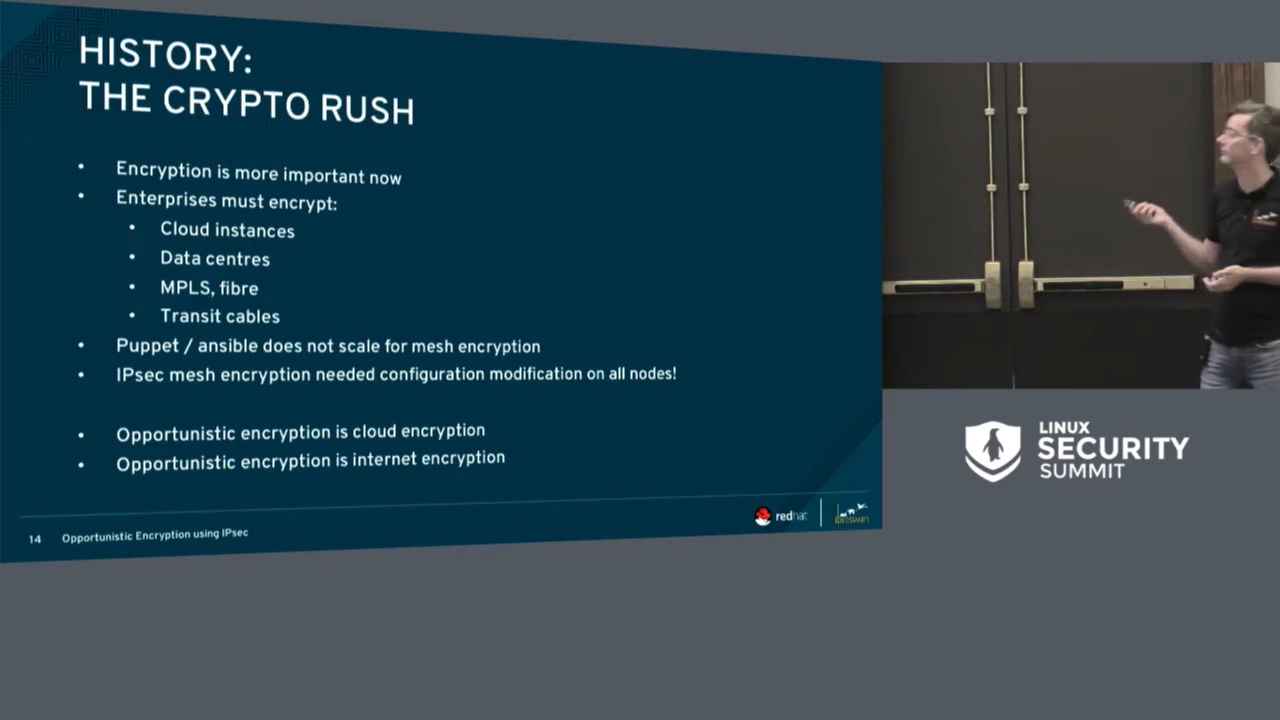 HISTORY:
THE CRYPTO RUSH
• Encryption is more important now
• Enterprises must encrypt:
• Cloud instances
• Data centres
• MPLS, fibre
• Transit cables
• Puppet / ansible does not scale for mesh encryption
• IPsec mesh encryption needed configuration modification on all nodes!
• Opportunistic encryption is cloud encryption
• Opportunistic encryption is internet encryption
14 Opportunistic Encryption using IPsec
redhat
libreswan
LINUX
SECURITY
SUMMIT